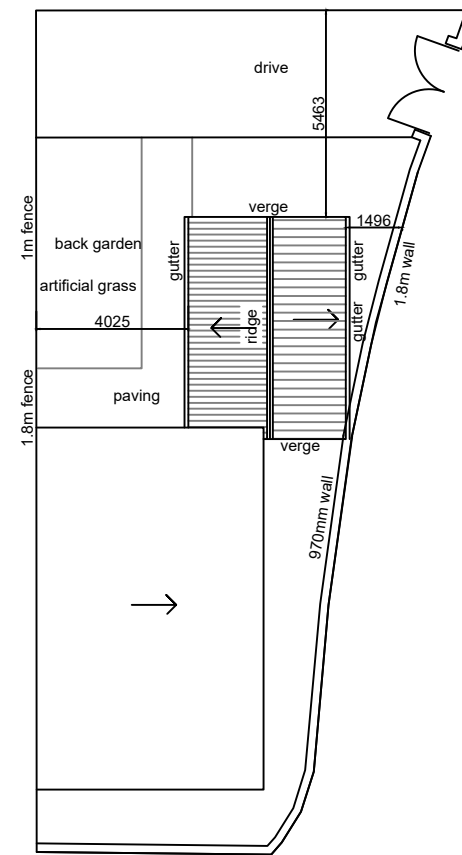 drive
5463
verge
1496
1m fence
back garden
gutter
gutter
1.8m wall
artificial grass
4025
ridge
gutter
1.8m fence
paving
verge
970mm wall